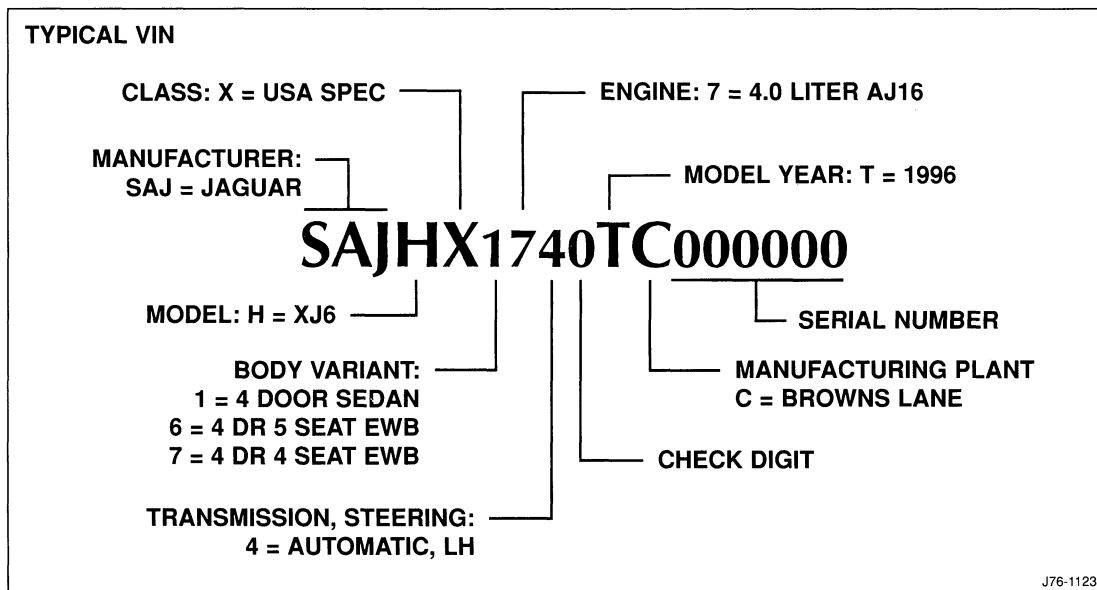 TYPICAL VIN
CLASS: X = USA SPEC
ENGINE: 7 = 4.0 LITER AJ16
MANUFACTURER:
SAJ = JAGUAR
MODEL YEAR: T = 1996
SAJHX1740TC000000
MODEL: H = XJ6
SERIAL NUMBER
BODY VARIANT:
1 = 4 DOOR SEDAN
6 = 4 DR 5 SEAT EWB
7 = 4 DR 4 SEAT EWB
MANUFACTURING PLANT
C = BROWNS LANE
CHECK DIGIT
TRANSMISSION, STEERING:
4 = AUTOMATIC, LH
J76-1123